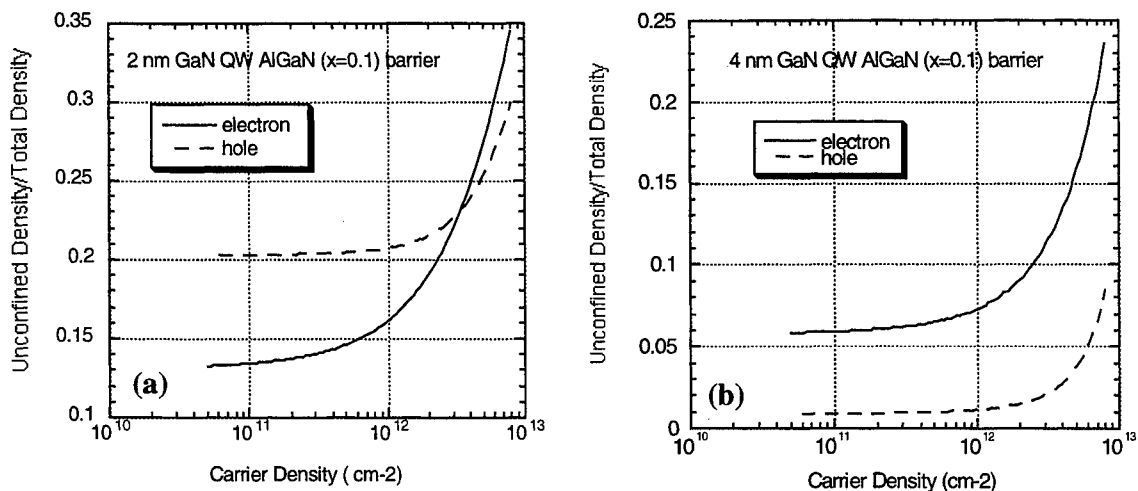 0.35
0.3
0.25
0.2
0.15
0.1
Unconfined Density/Total Density
2 nm GaN QW AlGaN (x=0.1) barrier
electron
hole
(a)
10 10
10 11
10 12
10 13
Carrier Density ( cm-2)
0.25
0.2
0.15
0.1
0.05
0
Unconfined Density/Total Density
4 nm GaN QW AlGaN (x=0.1) barrier
electron
hole
(b)
10 10
10 11
10 12
10 13
Carrier Density (cm-2)